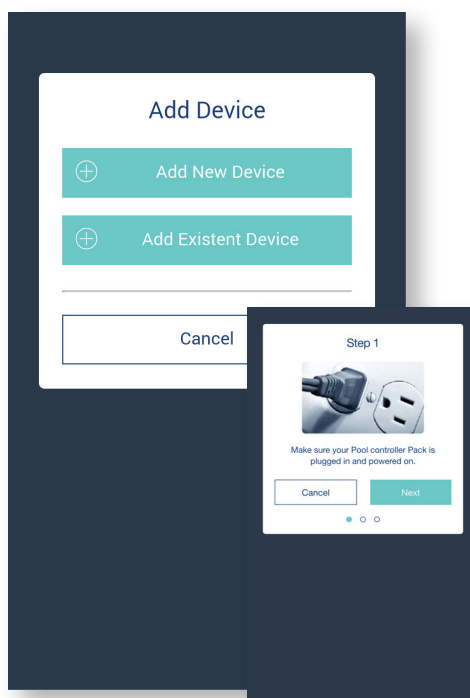 Add Device
Add New Device
Add Existent Device
Cancel
Step 1
Make sure your Pool controller Pack is
plugged in and powered on.
Cancel
Next